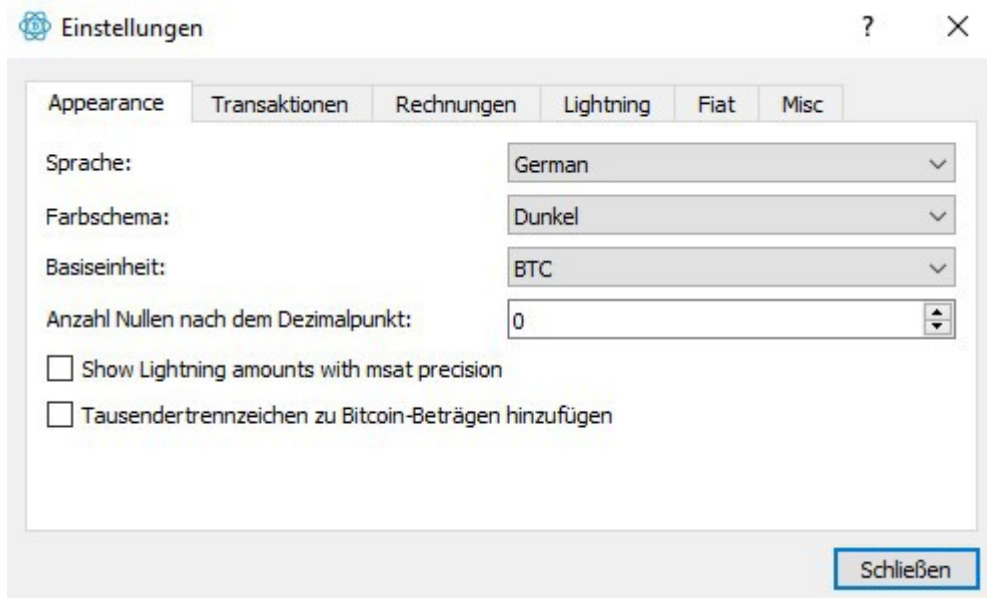 Einstellungen ?
Appearance Transaktionen Rechnungen Lightning Fiat Misc
Sprache: German
Farbschema: Dunkel
Basiseinheit: BTC
Anzahl Nullen nach dem Dezimalpunkt: 0
Show Lightning amounts with msat precision
Tausendertrennzeichen zu Bitcoin-Beträgen hinzufügen
Schließen